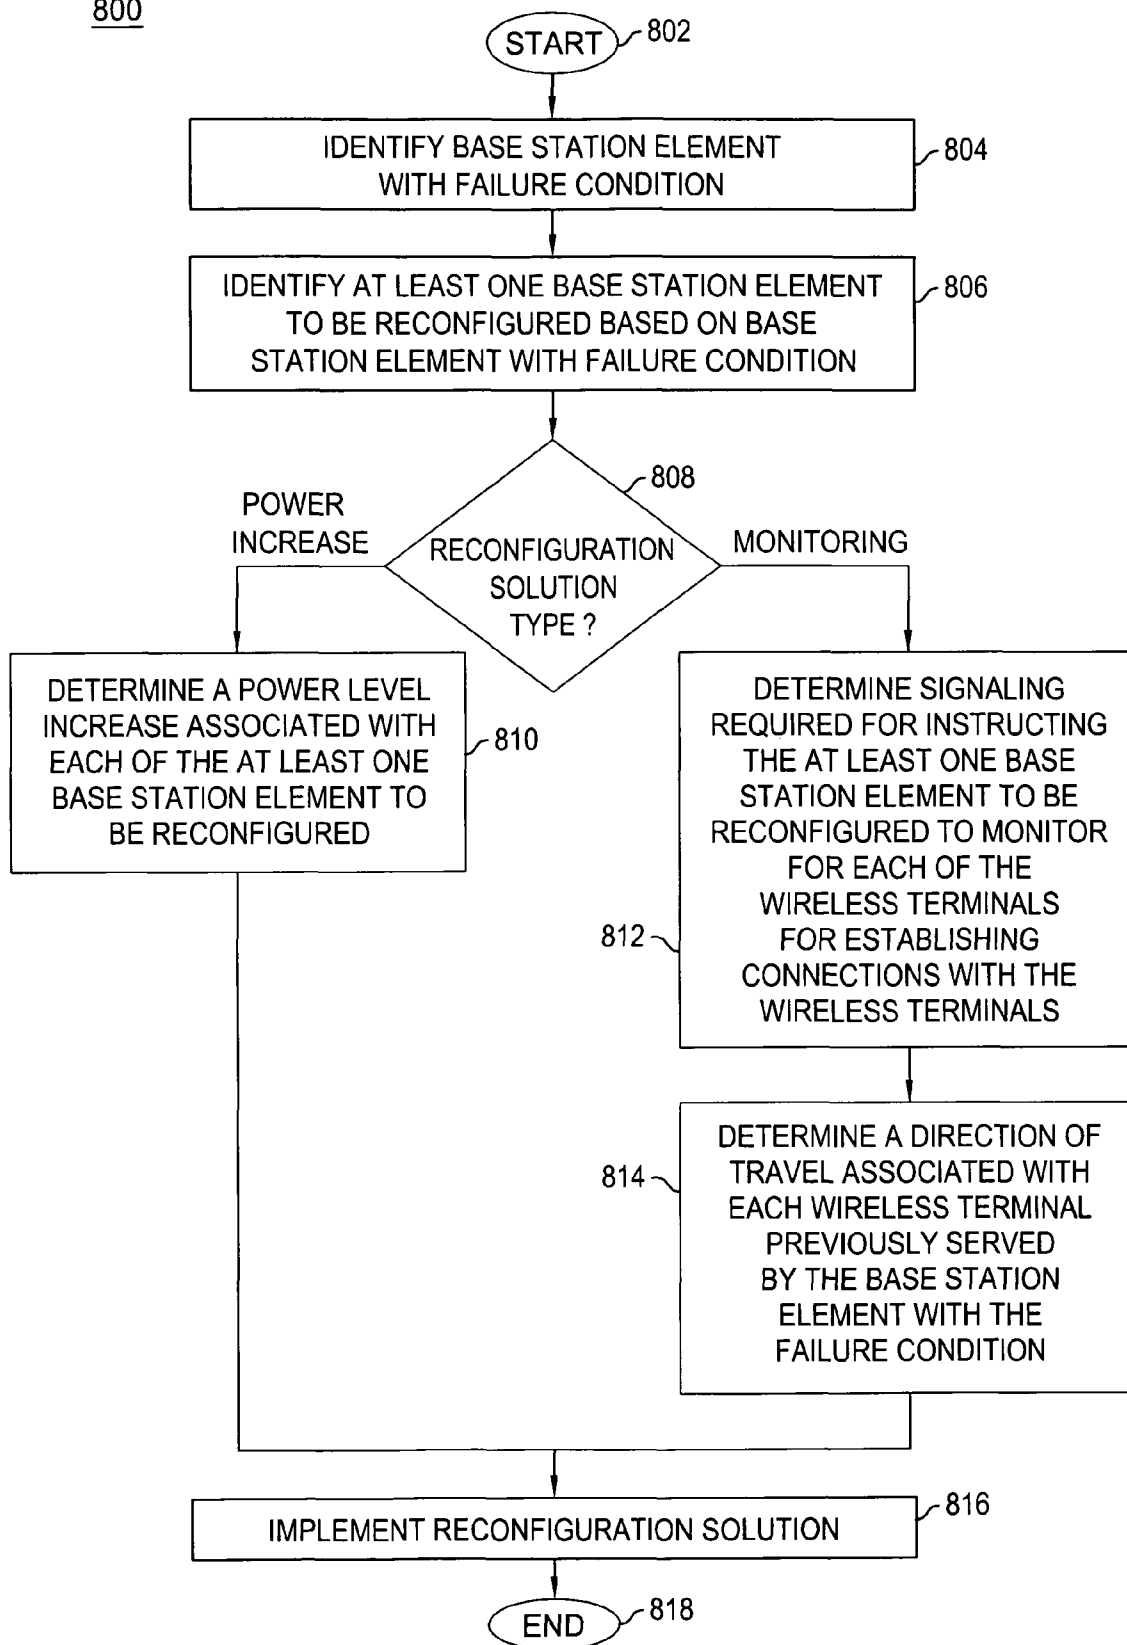 800
START
802
IDENTIFY BASE STATION ELEMENT
WITH FAILURE CONDITION
804
IDENTIFY AT LEAST ONE BASE STATION ELEMENT
TO BE RECONFIGURED BASED ON BASE
STATION ELEMENT WITH FAILURE CONDITION
806
808
RECONFIGURATION
SOLUTION
TYPE ?
POWER
INCREASE
MONITORING
DETERMINE A POWER LEVEL
INCREASE ASSOCIATED WITH
EACH OF THE AT LEAST ONE
BASE STATION ELEMENT TO
BE RECONFIGURED
810
DETERMINE SIGNALING
REQUIRED FOR INSTRUCTING
THE AT LEAST ONE BASE
STATION ELEMENT TO BE
RECONFIGURED TO MONITOR
FOR EACH OF THE
WIRELESS TERMINALS
FOR ESTABLISHING
CONNECTIONS WITH THE
WIRELESS TERMINALS
812
DETERMINE A DIRECTION OF
TRAVEL ASSOCIATED WITH
EACH WIRELESS TERMINAL
PREVIOUSLY SERVED
BY THE BASE STATION
ELEMENT WITH THE
FAILURE CONDITION
814
IMPLEMENT RECONFIGURATION SOLUTION
816
END
818